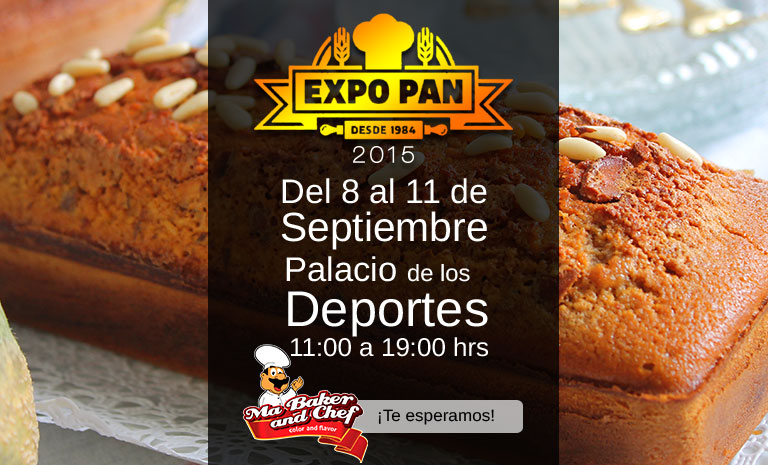 EXPO PAN
DESDE 1984
2015
Del 8 al 11 de
Septiembre
Palacio de los
Deportes
11:00 a 19:00 hrs
Ma Baker
and Chef
color and flavor
¡Te esperamos!